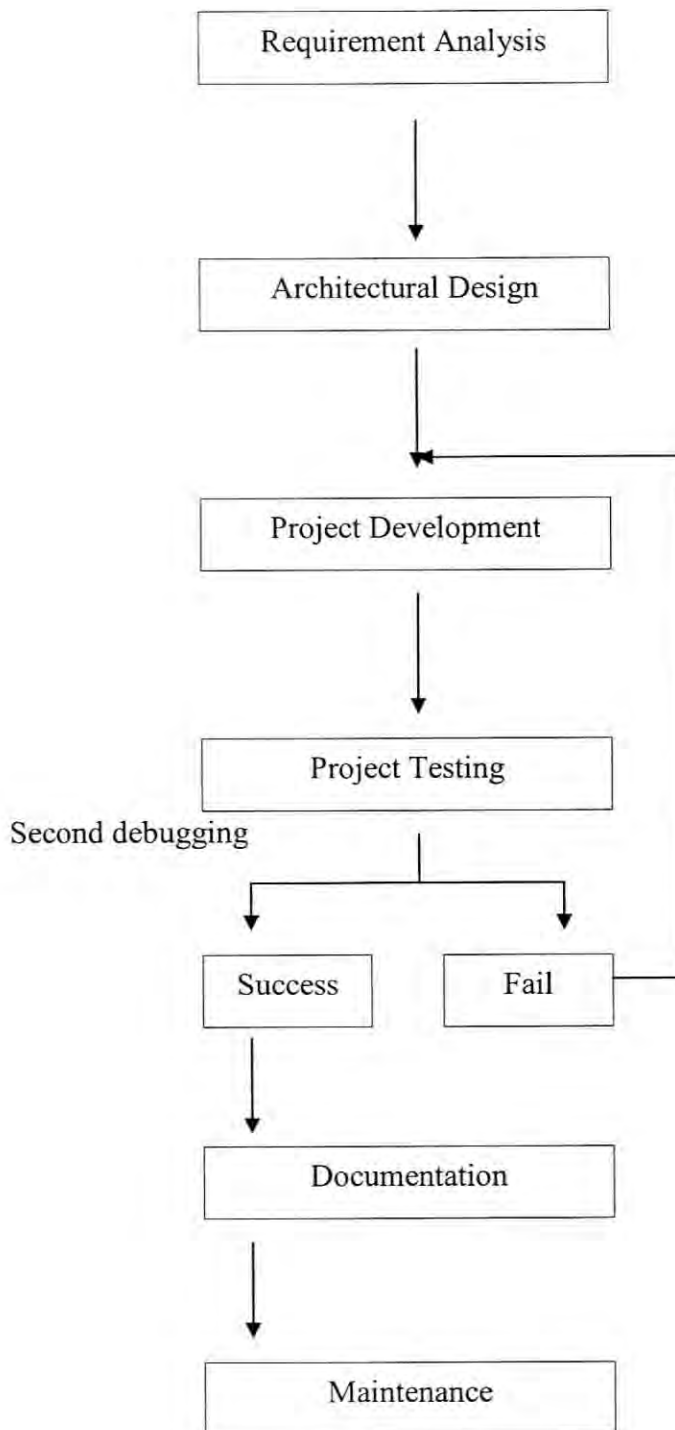 Requirement Analysis
Architectural Design
Project Development
Project Testing
Second debugging
Success
Fail
Documentation
Maintenance